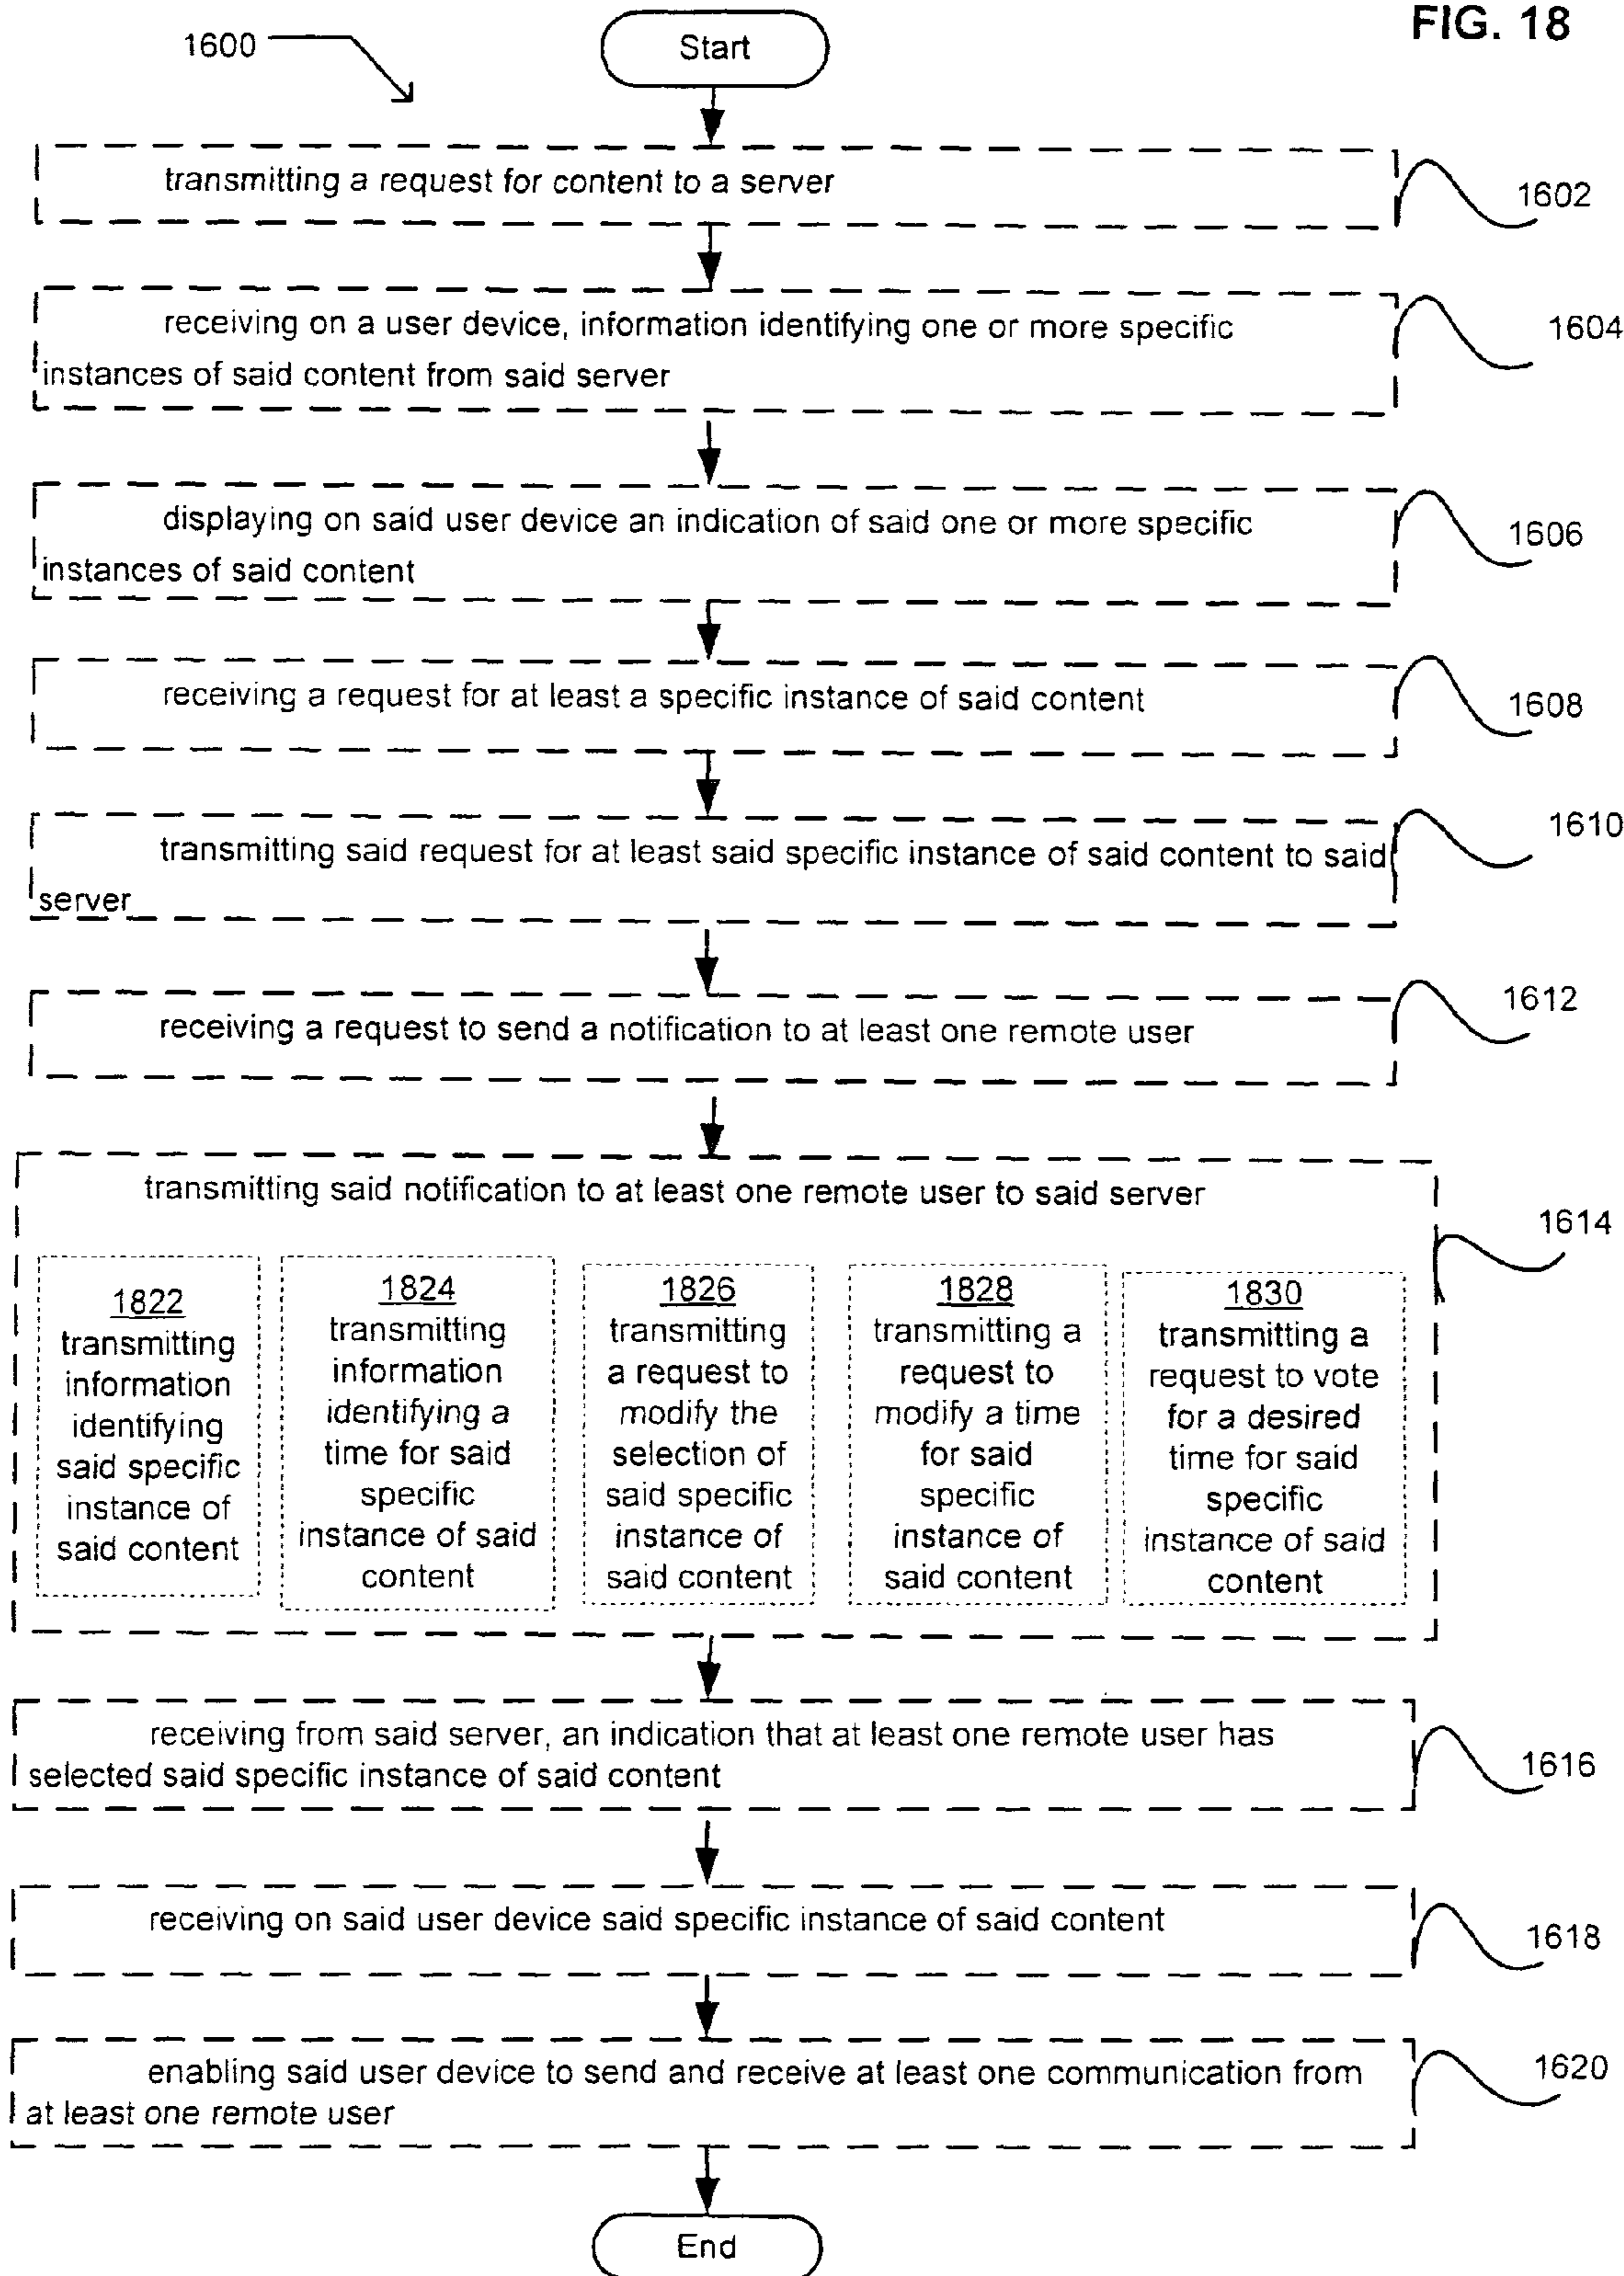 FIG. 18
1600
Start
transmitting a request for content to a server
1602
receiving on a user device, information identifying one or more specific
instances of said content from said server
1604
displaying on said user device an indication of said one or more specific
instances of said content
1606
receiving a request for at least a specific instance of said content
1608
transmitting said request for at least said specific instance of said content to said
server
1610
receiving a request to send a notification to at least one remote user
1612
transmitting said notification to at least one remote user to said server
1614
1822
transmitting
information
identifying
said specific
instance of
said content
1824
transmitting
information
identifying a
time for said
specific
instance of said
content
1826
transmitting
a request to
modify the
selection of
said specific
instance of
said content
1828
transmitting a
request to
modify a time
for said
specific
instance of
said content
1830
transmitting a
request to vote
for a desired
time for said
specific
instance of said
content
receiving from said server, an indication that at least one remote user has
selected said specific instance of said content
1616
receiving on said user device said specific instance of said content
1618
enabling said user device to send and receive at least one communication from
at least one remote user
1620
End